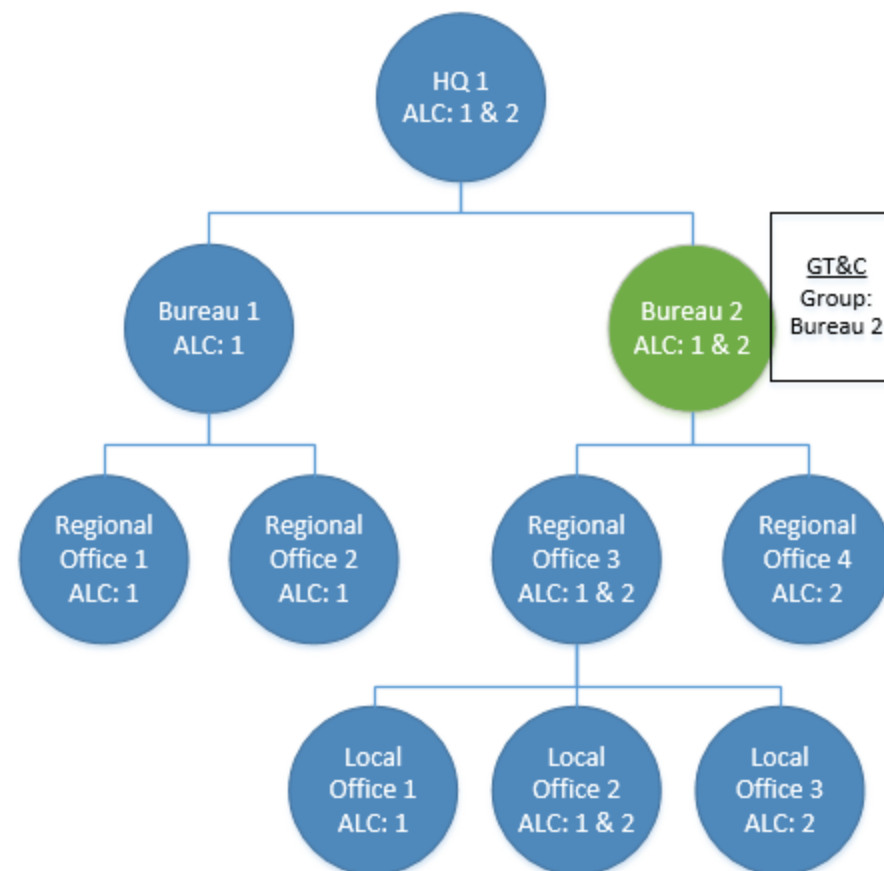 HQ 1
ALC: 1 & 2
Bureau 1
ALC: 1
Bureau 2
ALC: 1 & 2
GT&C
Group:
Bureau 2
Regional
Office 1
ALC: 1
Regional
Office 2
ALC: 1
Regional
Office 3
ALC: 1 & 2
Regional
Office 4
ALC: 2
Local
Office 1
ALC: 1
Local
Office 2
ALC: 1 & 2
Local
Office 3
ALC: 2